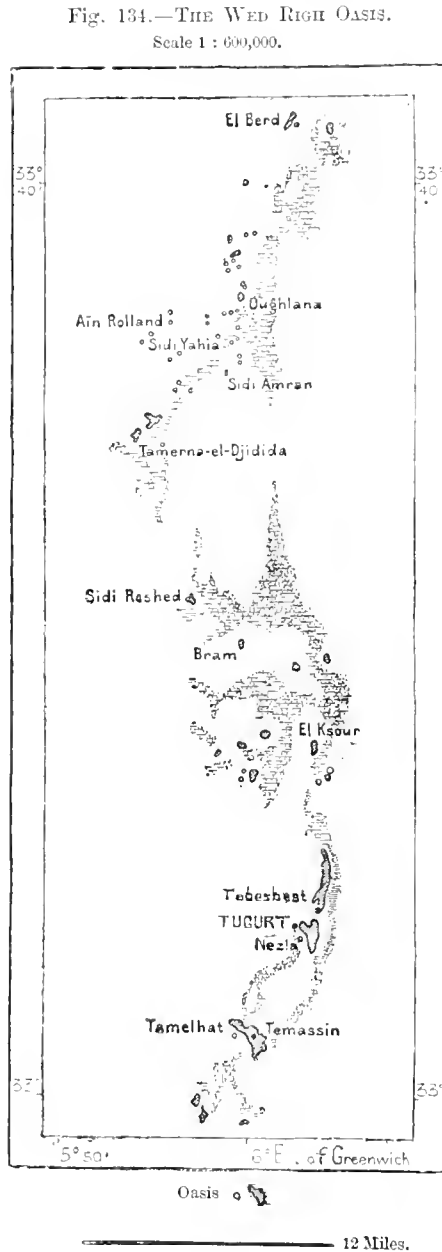 Fig. 134.—The Wed Righ Oasis.
Scale 1 : 600,000.
El Berd
33°
40'
33°
40'
Oughlana
Aïn Rolland
Sidi Yahia
Sidi Amran
Tamerna-el-Djidida
Sidi Rashed
Bram
El Ksour
Tebesbest
TUGURT
Nezla
Tamelhat
Temassin
33°
33°
5° 50'
6° E. of Greenwich
Oasis
12 Miles.